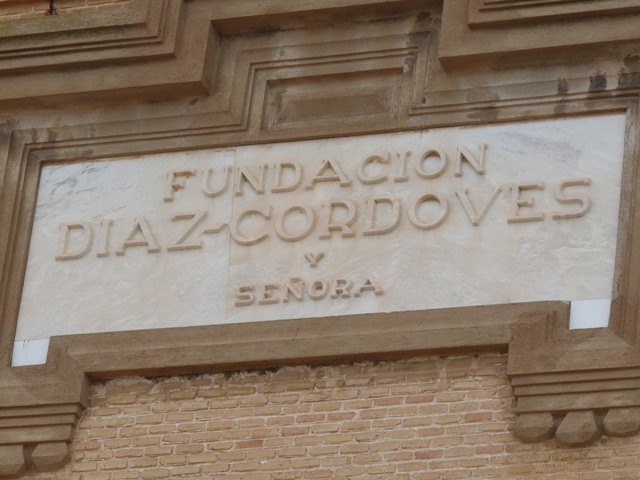 FUNDACION
DIAZ-CORDOVES
Y
SEÑORA